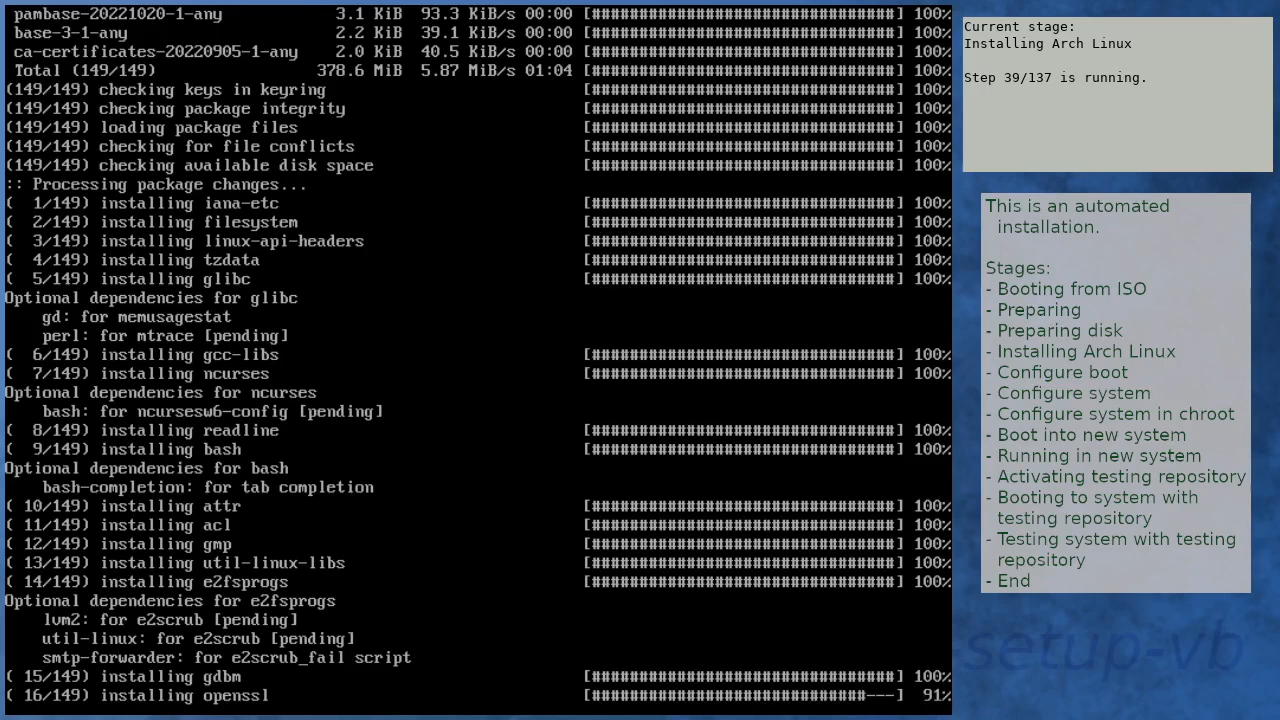 pambase-20221020-1-any 3.1 KiB 93.3 KiB/s 00:00 [################################] 100%
base-3-1-any 2.2 KiB 39.1 KiB/s 00:00 [################################] 100%
ca-certificates-20220905-1-any 2.0 KiB 40.5 KiB/s 00:00 [################################] 100%
Total (149/149) 378.6 MiB 5.87 MiB/s 01:04 [################################] 100%
(149/149) checking keys in keyring [################################] 100%
(149/149) checking package integrity [################################] 100%
(149/149) loading package files [################################] 100%
(149/149) checking for file conflicts [################################] 100%
(149/149) checking available disk space [################################] 100%
:: Processing package changes...
(  1/149) installing iana-etc [################################] 100%
(  2/149) installing filesystem [################################] 100%
(  3/149) installing linux-api-headers [################################] 100%
(  4/149) installing tzdata [################################] 100%
(  5/149) installing glibc [################################] 100%
Optional dependencies for glibc
gd: for memusagestat
perl: for mtrace [pending]
(  6/149) installing gcc-libs [################################] 100%
(  7/149) installing ncurses [################################] 100%
Optional dependencies for ncurses
bash: for ncursesw6-config [pending]
(  8/149) installing readline [################################] 100%
(  9/149) installing bash [################################] 100%
Optional dependencies for bash
bash-completion: for tab completion
( 10/149) installing attr [################################] 100%
( 11/149) installing acl [################################] 100%
( 12/149) installing gmp [################################] 100%
( 13/149) installing util-linux-libs [################################] 100%
( 14/149) installing e2fsprogs [################################] 100%
Optional dependencies for e2fsprogs
lvm2: for e2scrub [pending]
util-linux: for e2scrub [pending]
smtp-forwarder: for e2scrub_fail script
( 15/149) installing gdbm [################################] 100%
( 16/149) installing openssl [#############################---] 91%
Current stage:
Installing Arch Linux
Step 39/137 is running.
This is an automated
installation.
Stages:
- Booting from ISO
- Preparing
- Preparing disk
- Installing Arch Linux
- Configure boot
- Configure system
- Configure system in chroot
- Boot into new system
- Running in new system
- Activating testing repository
- Booting to system with
testing repository
- Testing system with testing
repository
- End
-setup-vb